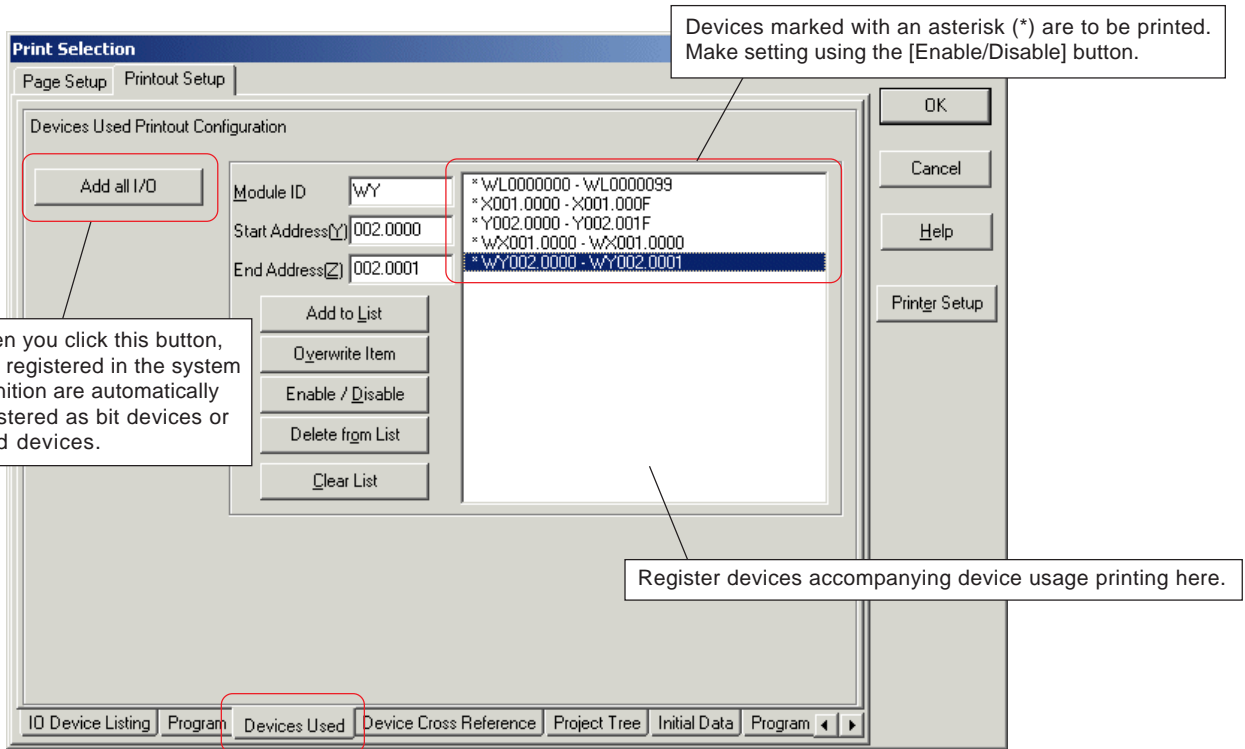 Devices marked with an asterisk (*) are to be printed.
Make setting using the [Enable/Disable] button.
Print Selection
Page Setup Printout Setup
Devices Used Printout Configuration
Add all I/O
Module ID WY
Start Address(Y) 002.0000
End Address(Z) 002.0001
Add to List
Overwrite Item
Enable / Disable
Delete from List
Clear List
* WL0000000 - WL0000099
* X001.0000 - X001.000F
* Y002.0000 - Y002.001F
* WX001.0000 - WX001.0000
* WY002.0000 - WY002.0001
OK
Cancel
Help
Printer Setup
en you click this button,
registered in the system
nition are automatically
stered as bit devices or
d devices.
Register devices accompanying device usage printing here.
IO Device Listing Program Devices Used Device Cross Reference Project Tree Initial Data Program